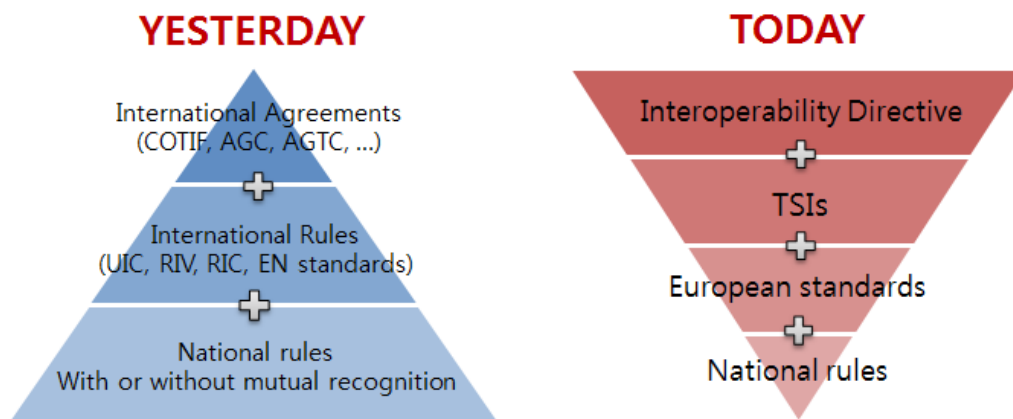 YESTERDAY
International Agreements
(COTIF, AGC, AGTC, ...)
International Rules
(UIC, RIV, RIC, EN standards)
National rules
With or without mutual recognition
TODAY
Interoperability Directive
TSIs
European standards
National rules